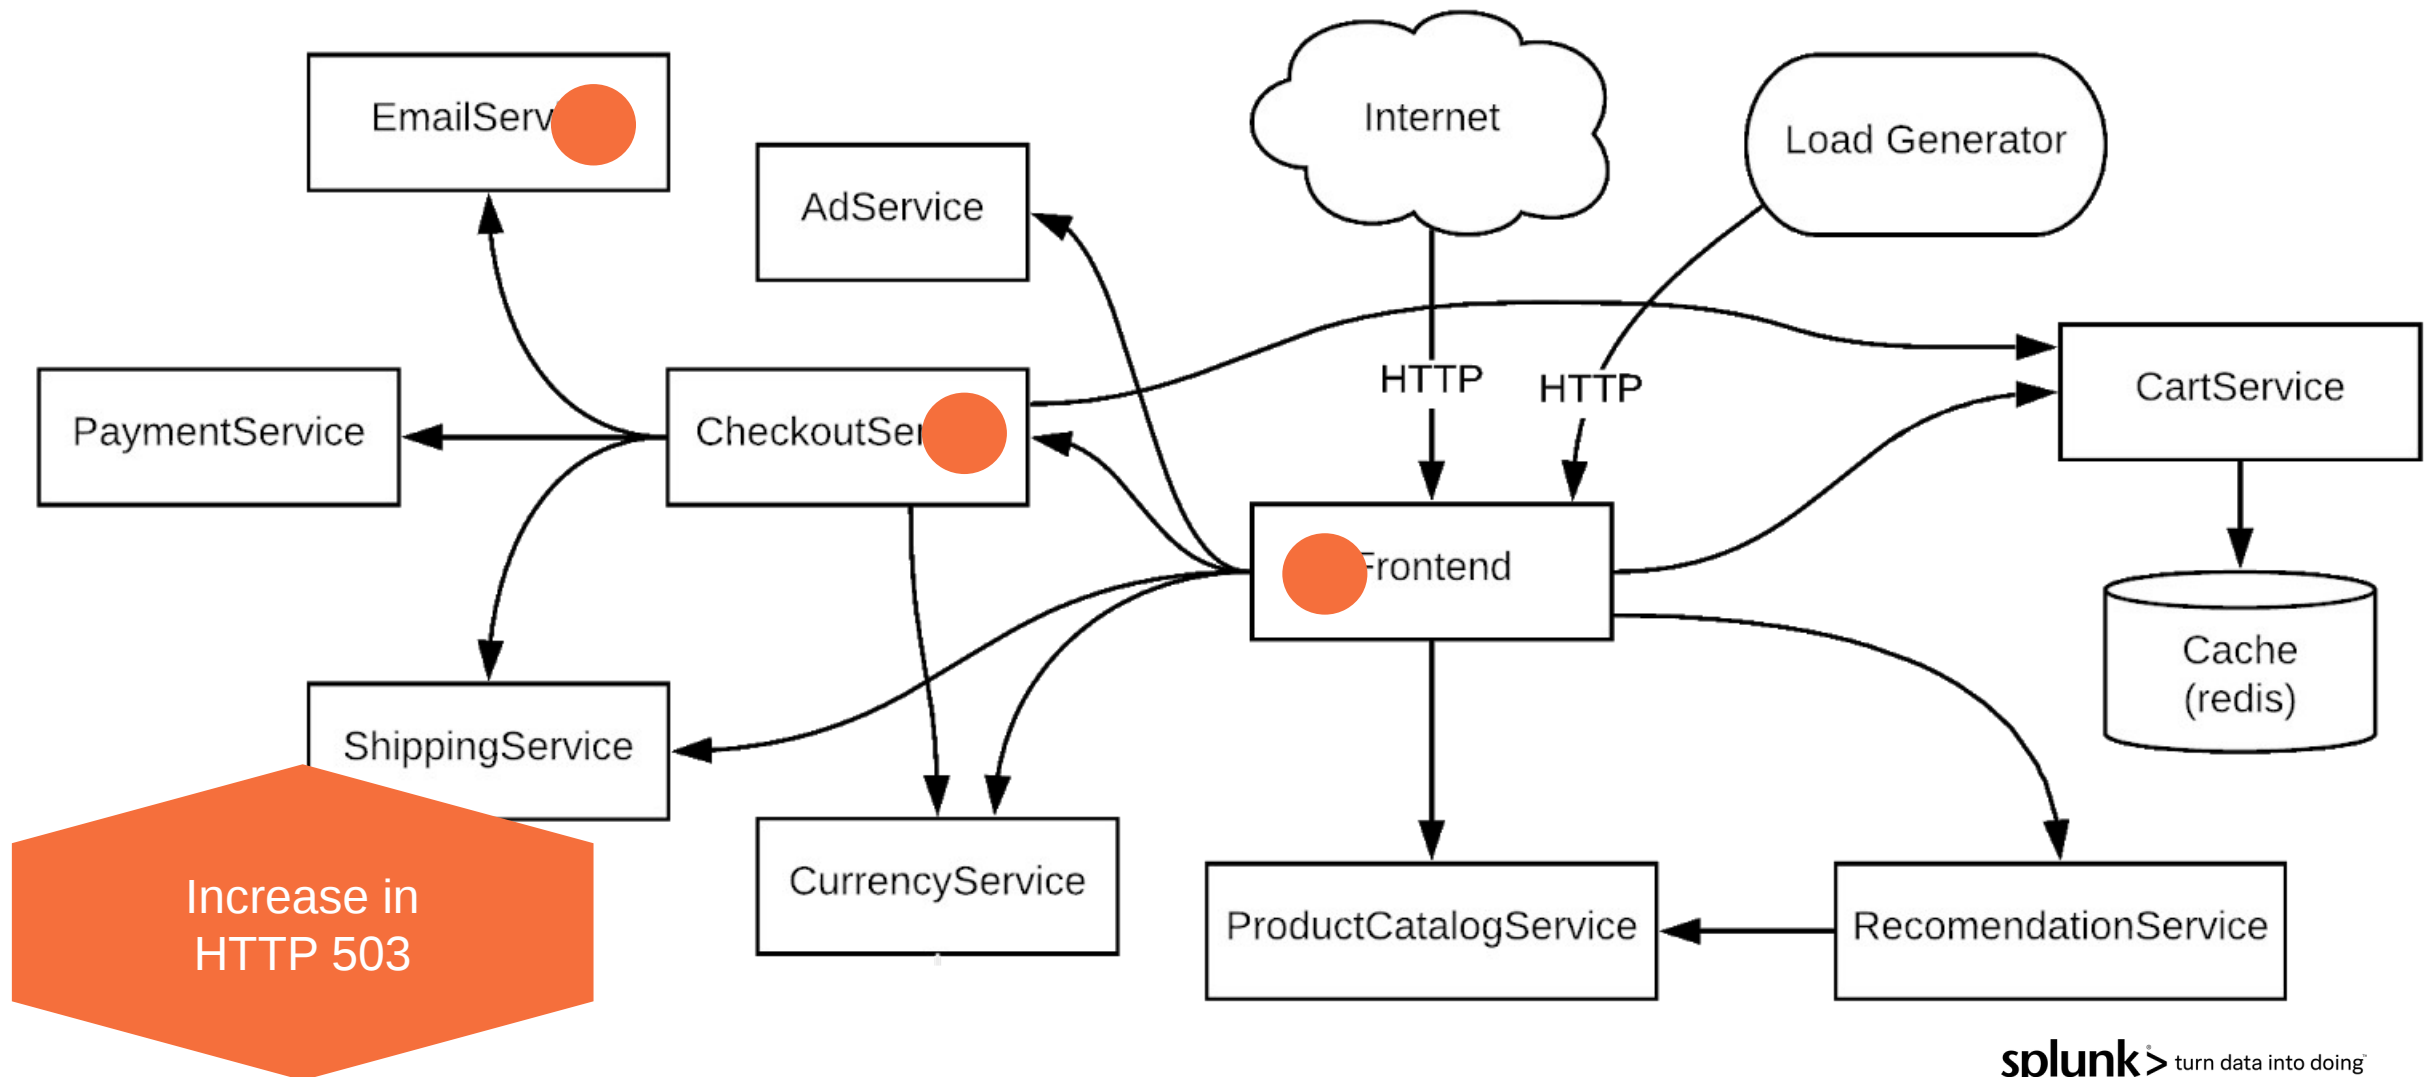 Internet
Load Generator
EmailServ
AdService
HTTP
HTTP
CartService
PaymentService
CheckoutSer
Frontend
Cache
(redis)
ShippingService
CurrencyService
Increase in
HTTP 503
ProductCatalogService
RecomendationService
splunk> turn data into doing